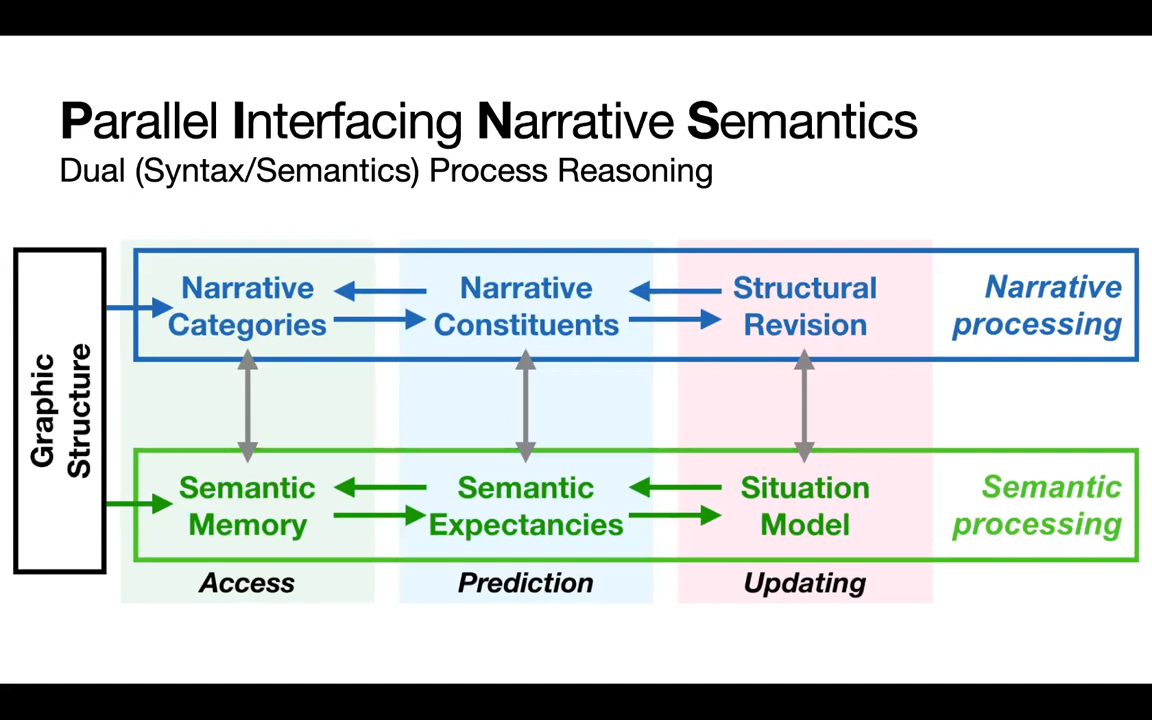 Parallel Interfacing Narrative Semantics
Dual (Syntax/Semantics) Process Reasoning
Graphic
Structure
Narrative
Categories
Narrative
Constituents
Structural
Revision
Narrative
processing
Semantic
Memory
Semantic
Expectancies
Situation
Model
Semantic
processing
Access
Prediction
Updating